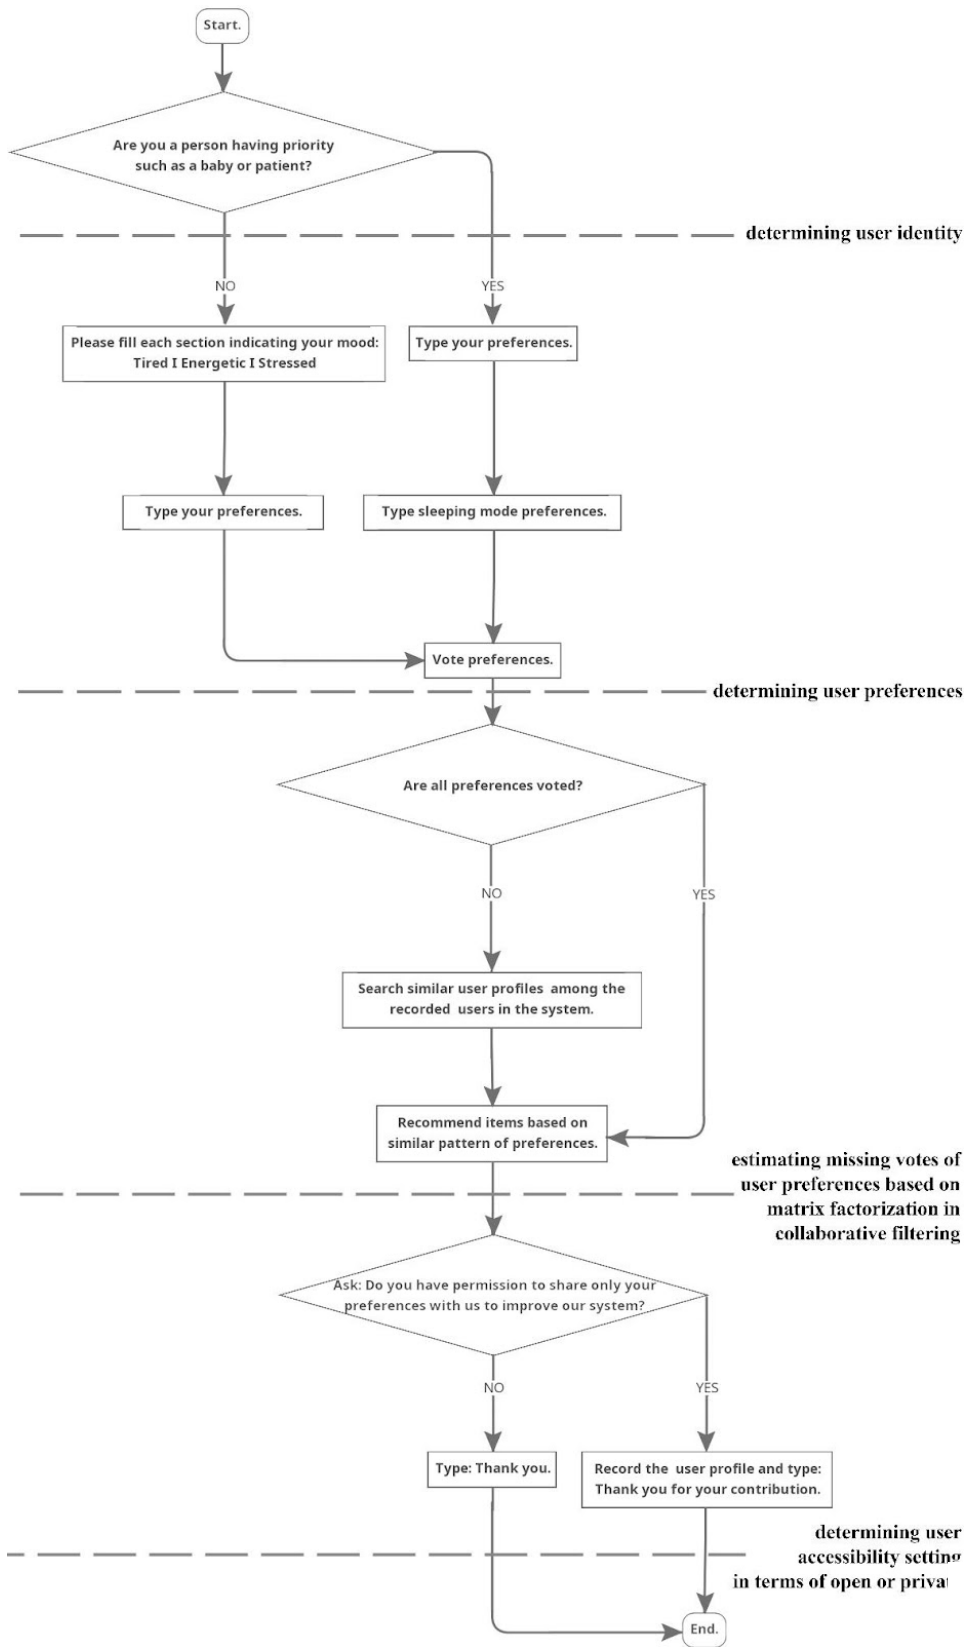 Start.
Are you a person having priority
such as a baby or patient?
determining user identity
NO
YES
Please fill each section indicating your mood:
Tired I Energetic I Stressed
Type your preferences.
Type your preferences.
Type sleeping mode preferences.
Vote preferences.
determining user preferences
Are all preferences voted?
NO
YES
Search similar user profiles among the
recorded users in the system.
Recommend items based on
similar pattern of preferences.
estimating missing votes of
user preferences based on
matrix factorization in
collaborative filtering
Ask: Do you have permission to share only your
preferences with us to improve our system?
NO
YES
Type: Thank you.
Record the user profile and type:
Thank you for your contribution.
determining user
accessibility setting
in terms of open or privat
End.